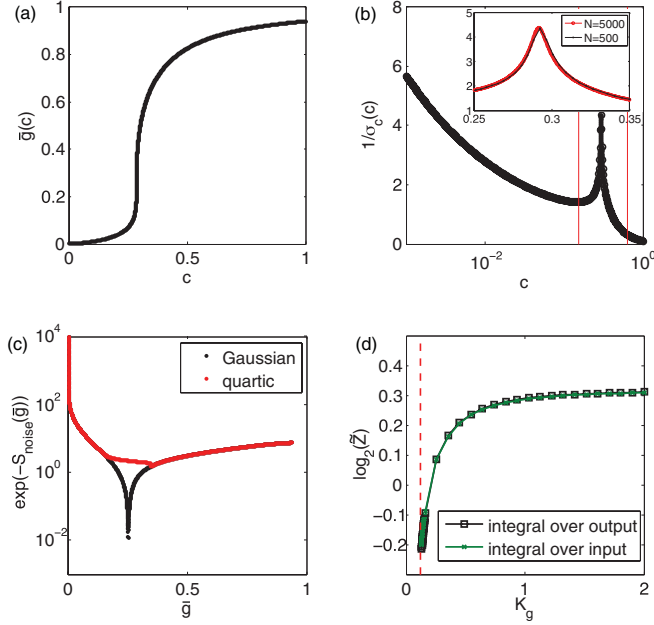 (a)
1
0.8
0.6
0.4
0.2
0
ḡ(c)
0
0.5
1
c
(b)
8
6
4
2
0
1/σc(c)
10⁻²
10⁰
c
5
4
3
2
1
0.25
0.3
0.35
N=5000
N=500
(c)
10⁴
10²
10⁰
10⁻²
exp(-Snoise(ḡ))
0
0.5
1
ḡ
Gaussian
quartic
(d)
0.4
0.3
0.2
0.1
0
-0.1
-0.2
log₂(Z̃)
0
1
2
Kg
integral over output
integral over input